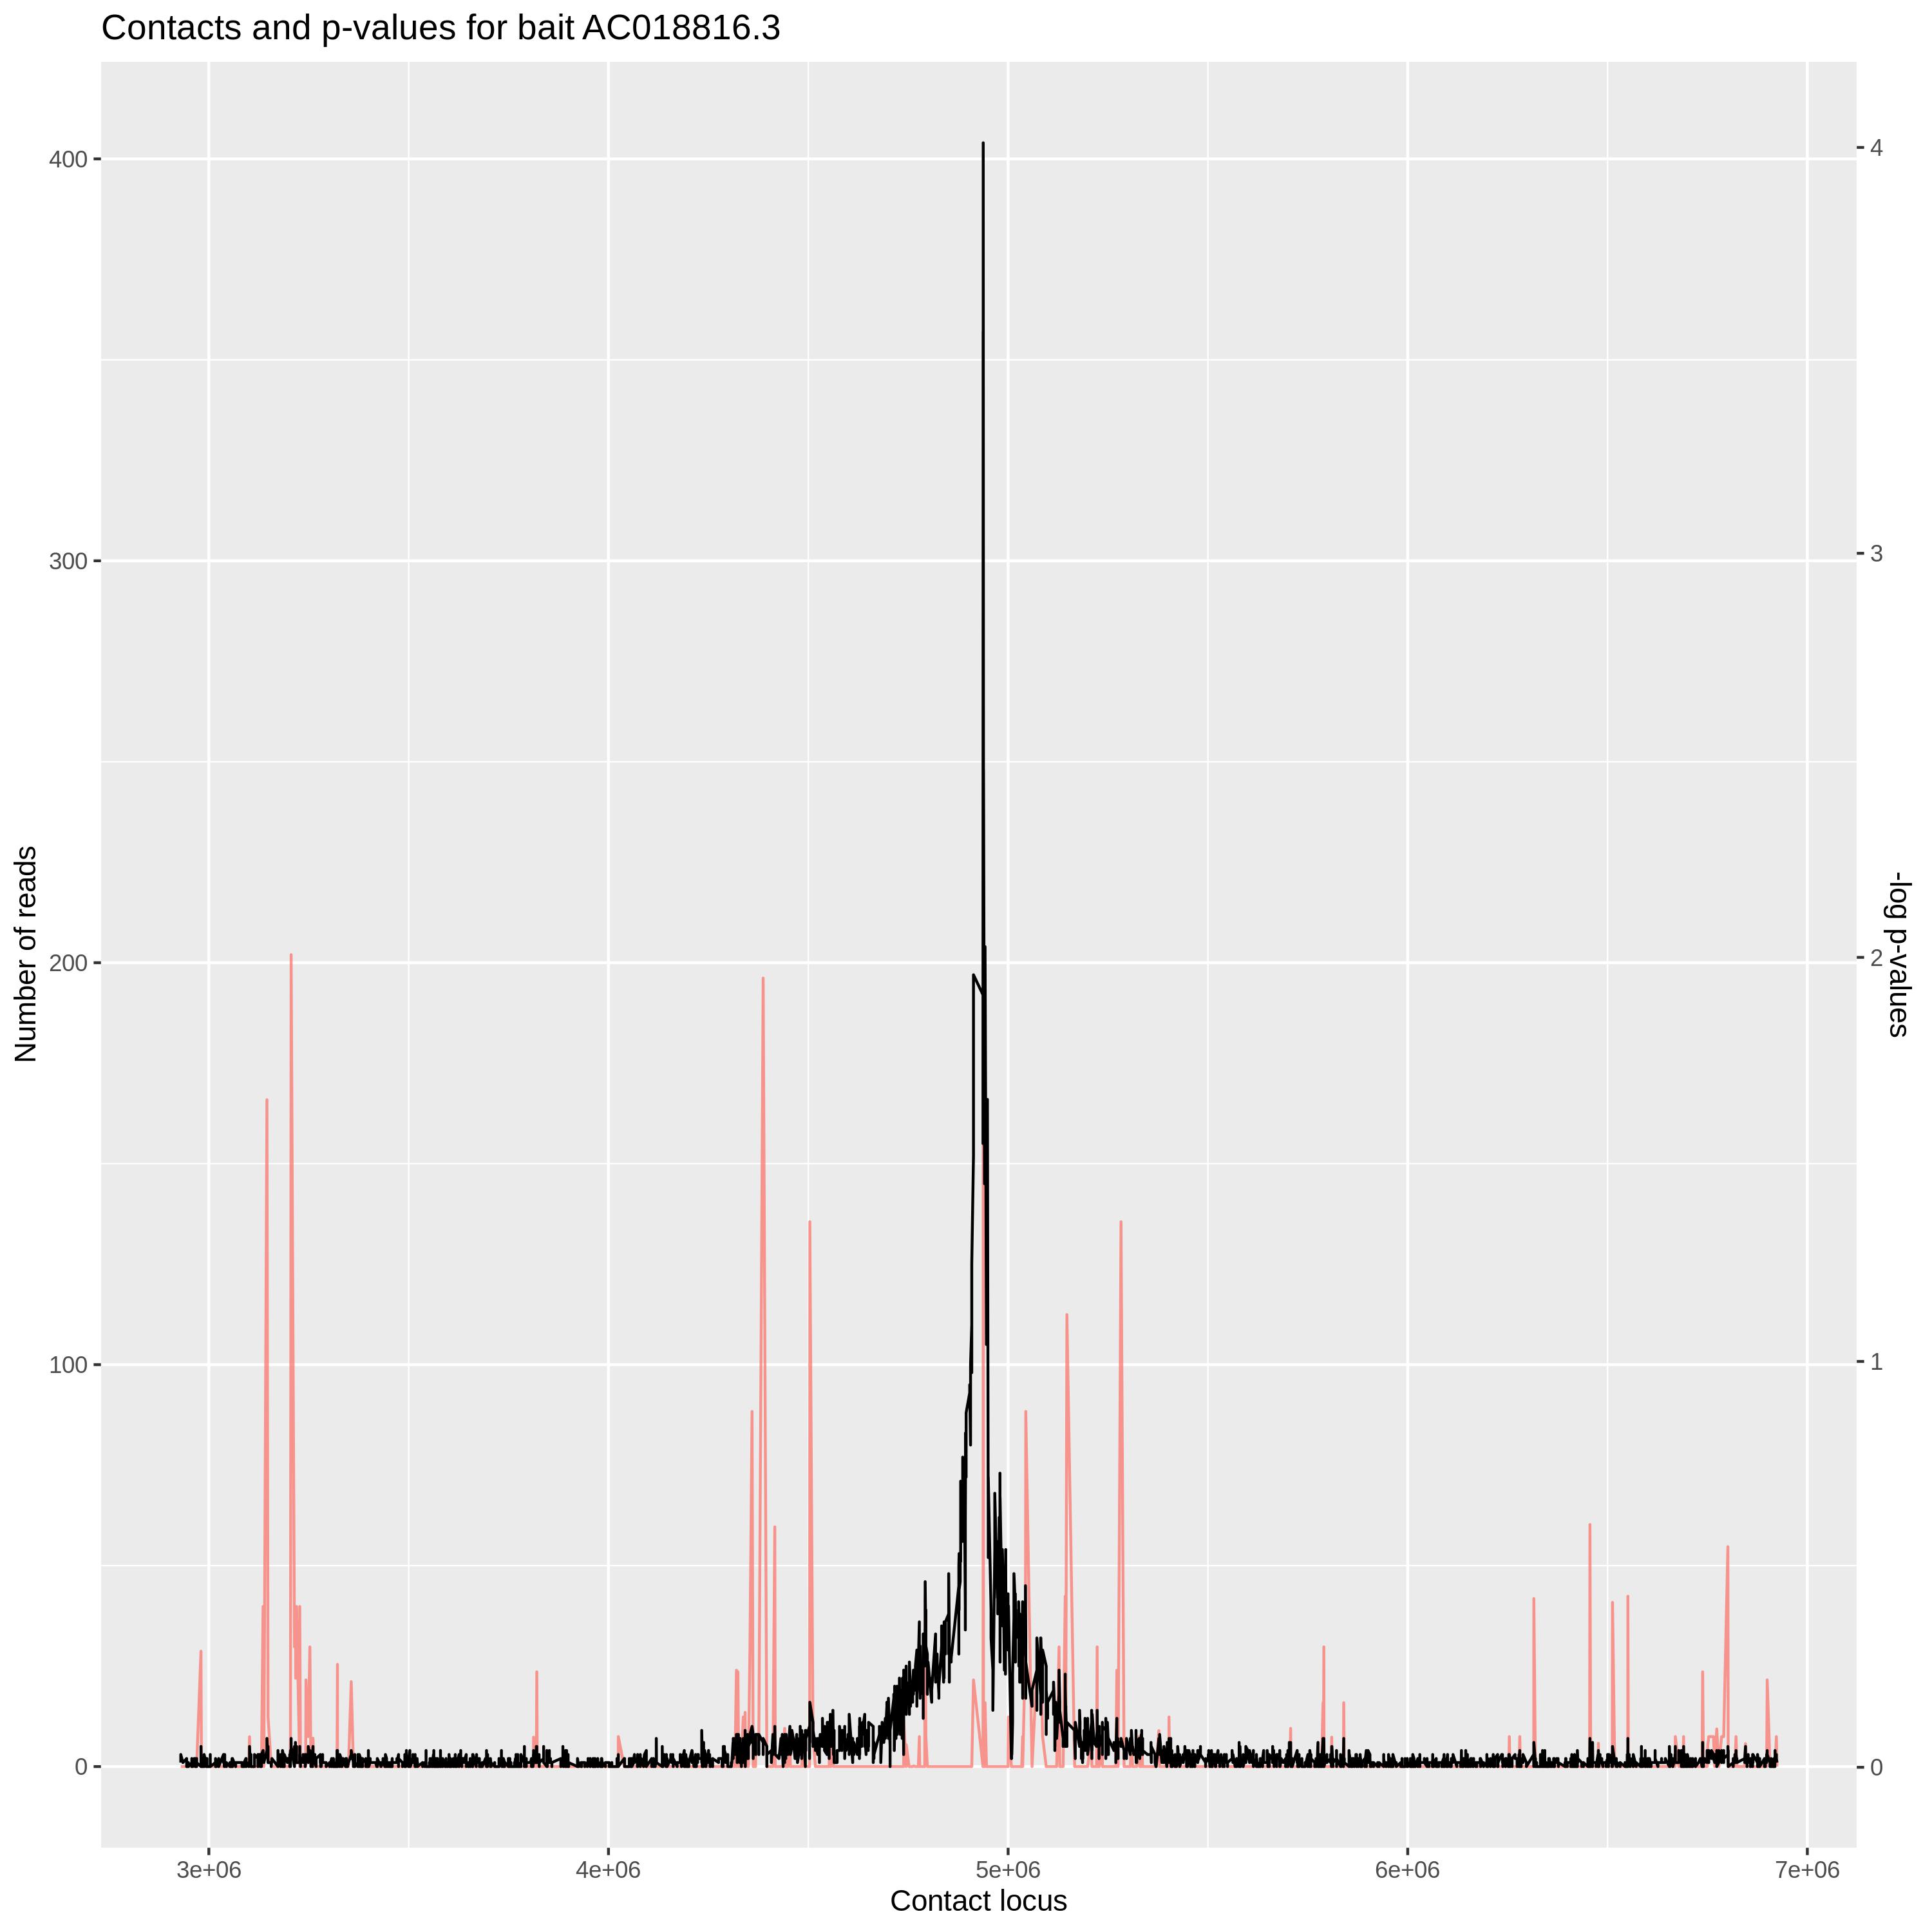 Contacts and p-values for bait AC018816.3
400
300
200
100
0
4
3
2
1
0
Number of reads
-log p-values
3e+06 4e+06 5e+06 6e+06 7e+06
Contact locus